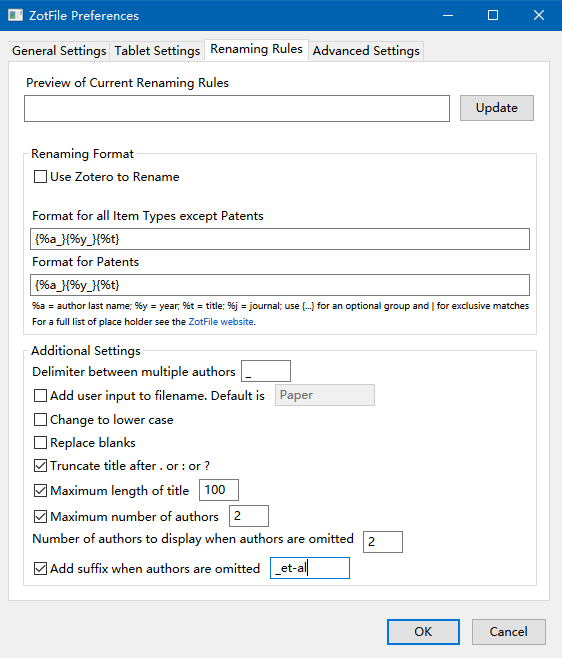 ZotFile Preferences
General Settings Tablet Settings Renaming Rules Advanced Settings
Preview of Current Renaming Rules
Update
Renaming Format
Use Zotero to Rename
Format for all Item Types except Patents
{%a_}{%y_}{%t}
Format for Patents
{%a_}{%y_}{%t}
%a = author last name; %y = year; %t = title; %j = journal; use {...} for an optional group and | for exclusive matches
For a full list of place holder see the ZotFile website.
Additional Settings
Delimiter between multiple authors _
Add user input to filename. Default is Paper
Change to lower case
Replace blanks
Truncate title after . or : or ?
Maximum length of title 100
Maximum number of authors 2
Number of authors to display when authors are omitted 2
Add suffix when authors are omitted _et-al
OK Cancel